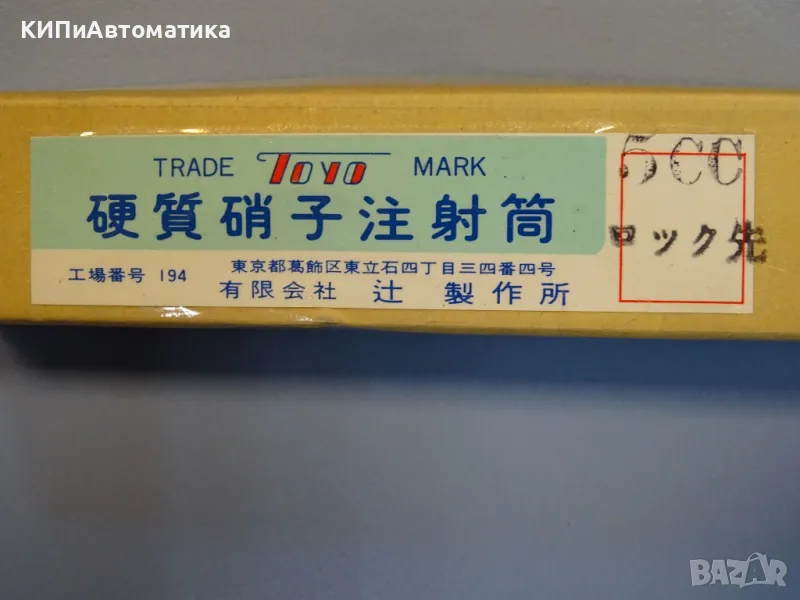 КИПиАвтоматика
TRADE TOYO MARK
硬質硝子注射筒
工場番号 194
東京都葛飾区東立石四丁目三四番四号
有限会社 辻 製作所
5CC
ロック先
BAZAR